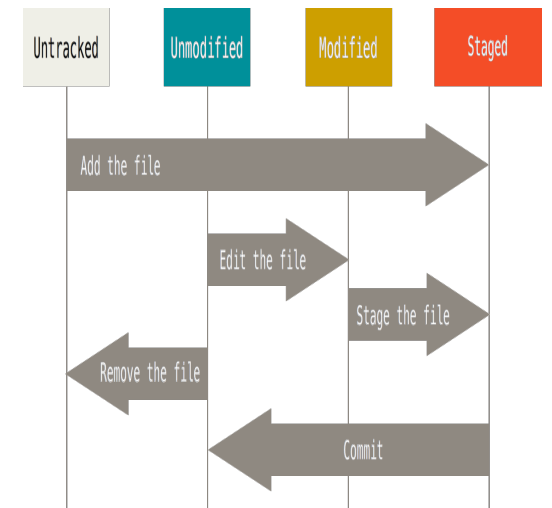 Untracked
Unmodified
Modified
Staged
Add the file
Edit the file
Stage the file
Remove the file
Commit